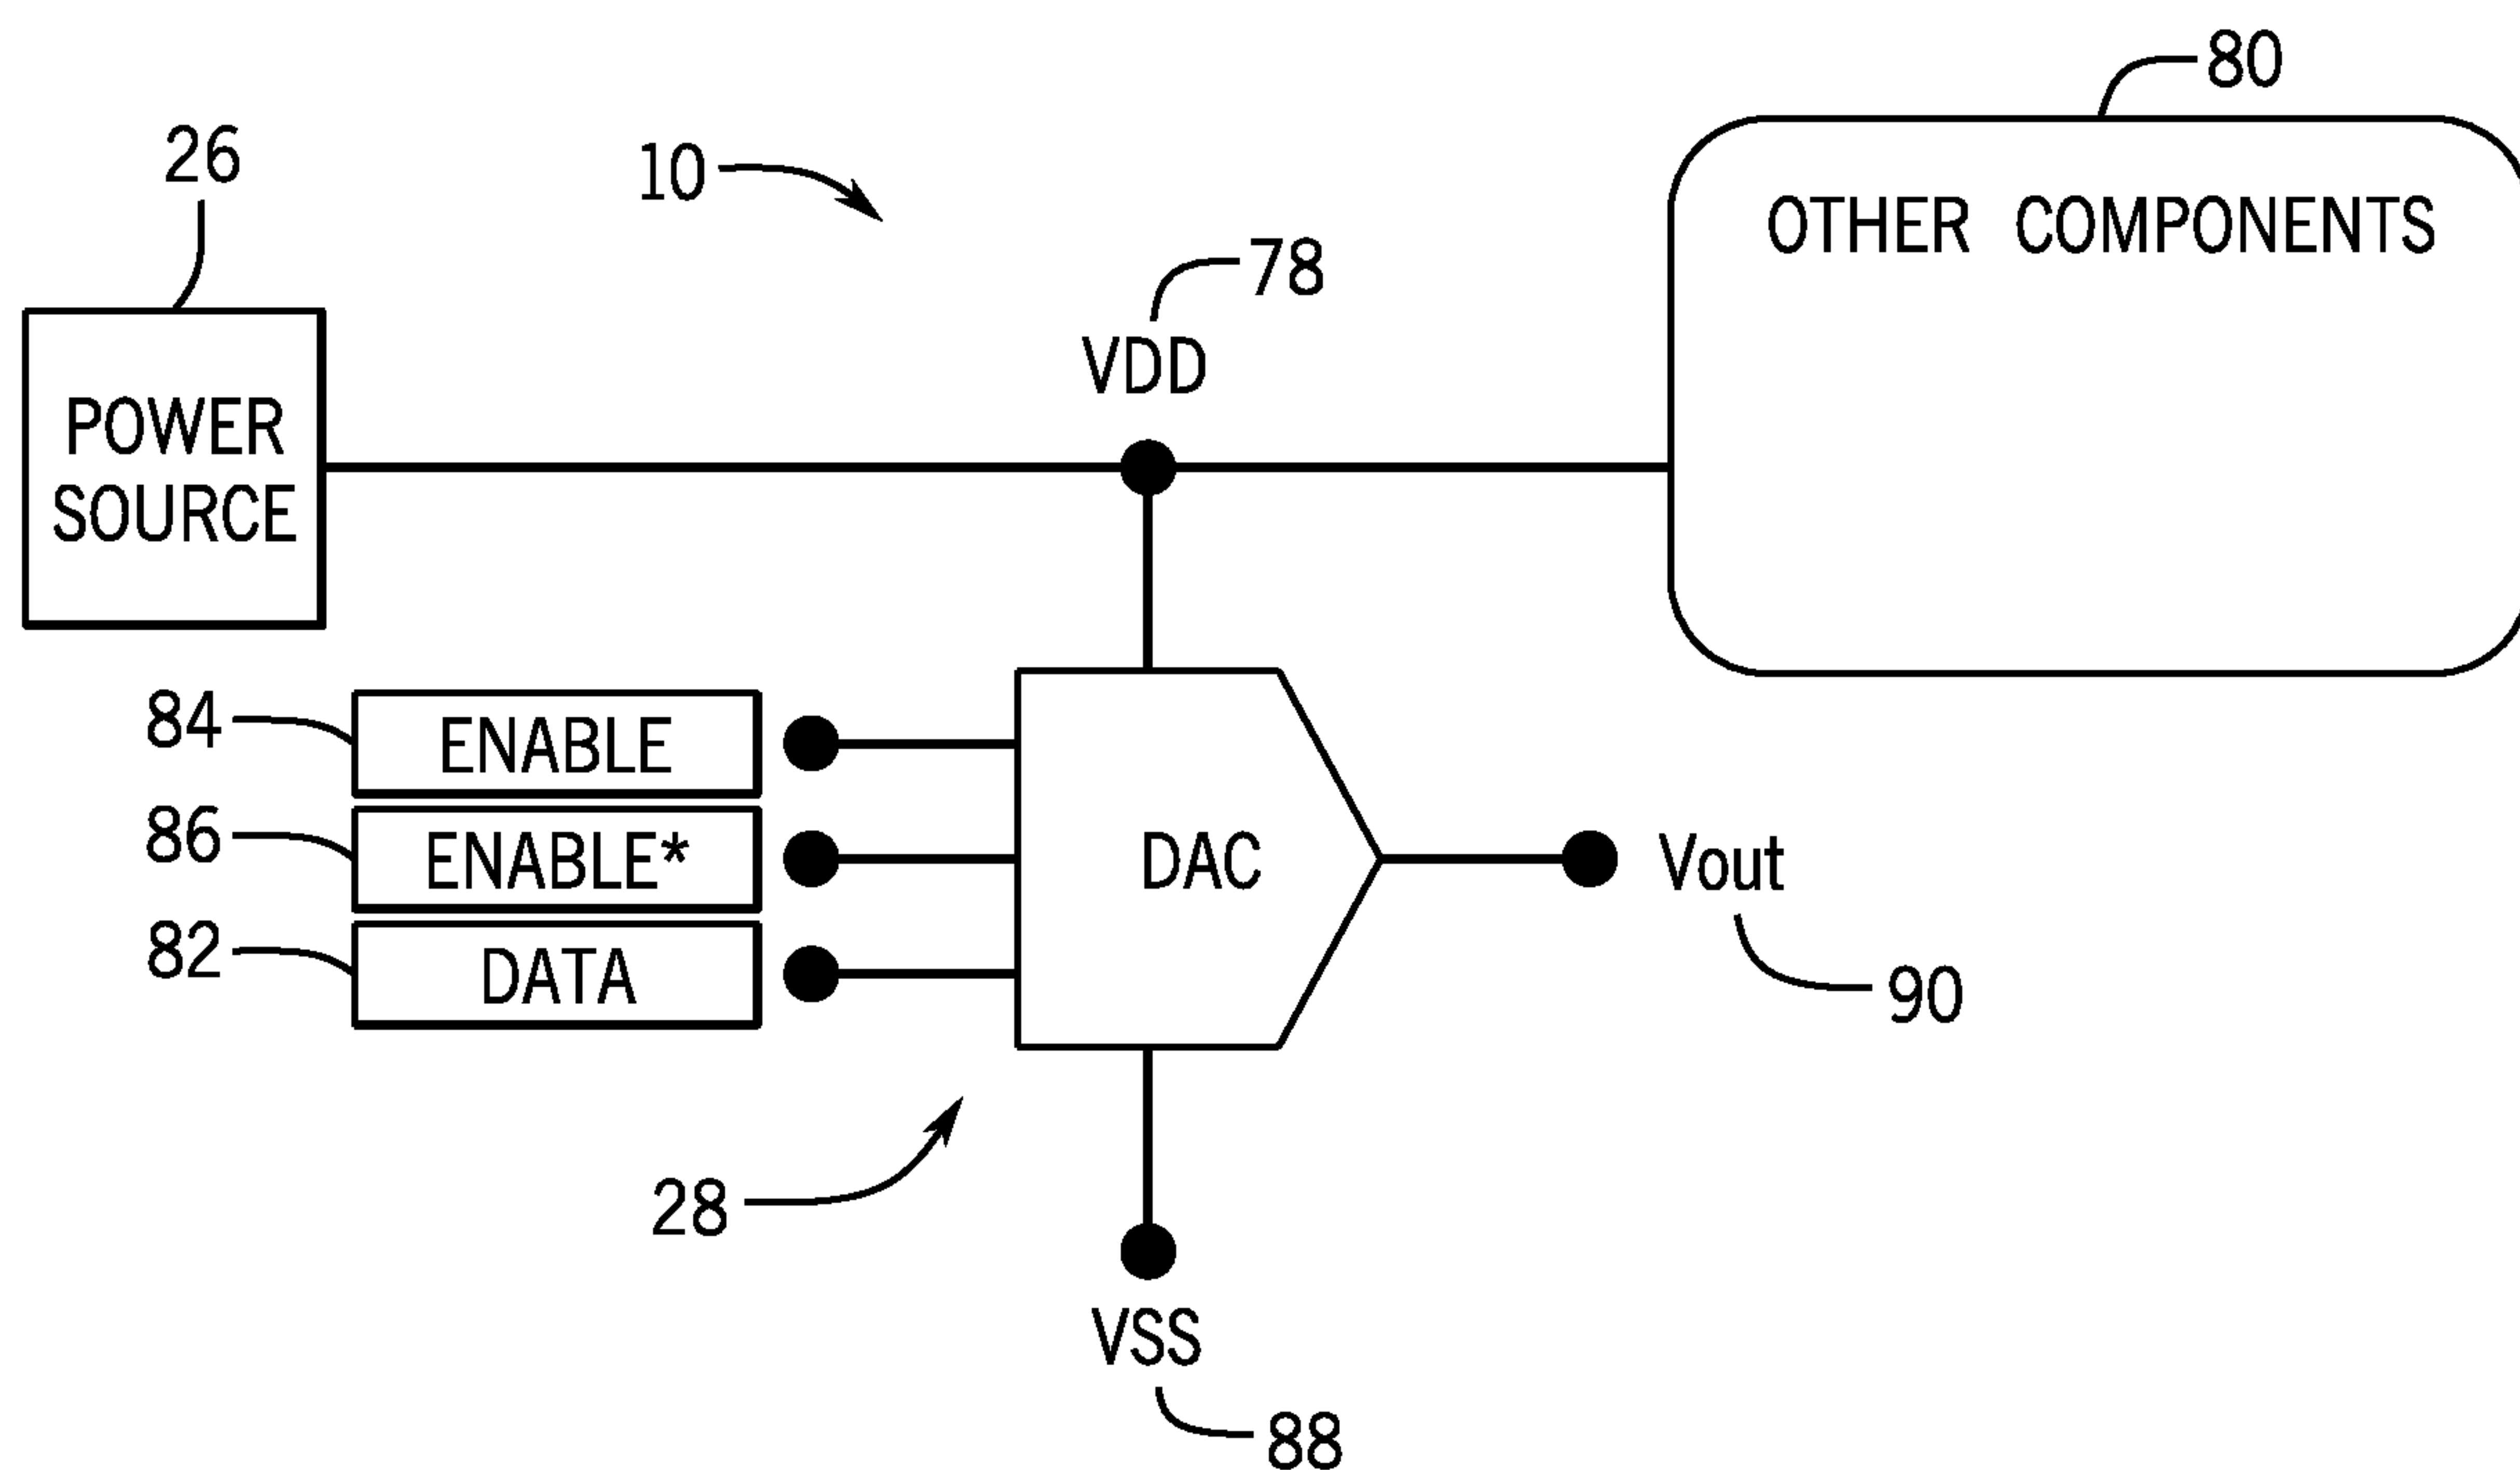 80
26
10
OTHER COMPONENTS
78
VDD
POWER
SOURCE
84
ENABLE
86
ENABLE*
DAC
Vout
82
DATA
90
28
VSS
88